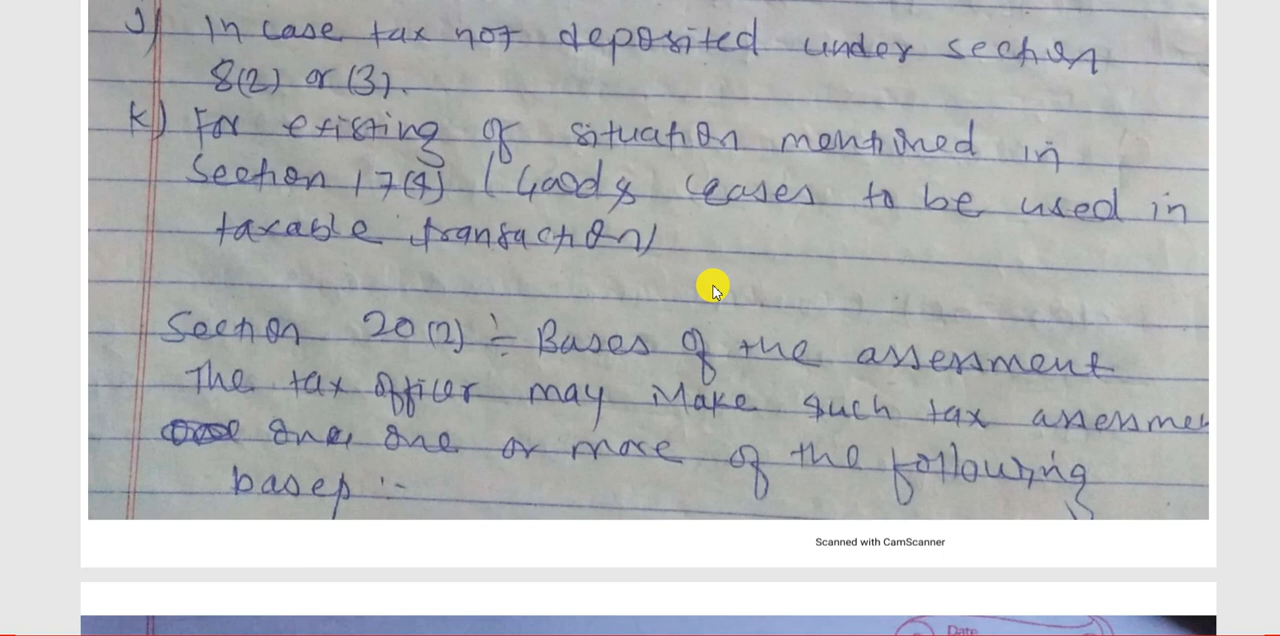 J) In case tax not deposited under section
8(2) or (3).
K) For existing of situation mentioned in
Section 17(4) (Goods ceases to be used in
taxable transaction)
Section 20(2) :- Bases of the assessment
The tax officer may Make such tax assessmen
one, one or more of the following
bases :-
Scanned with CamScanner
Date